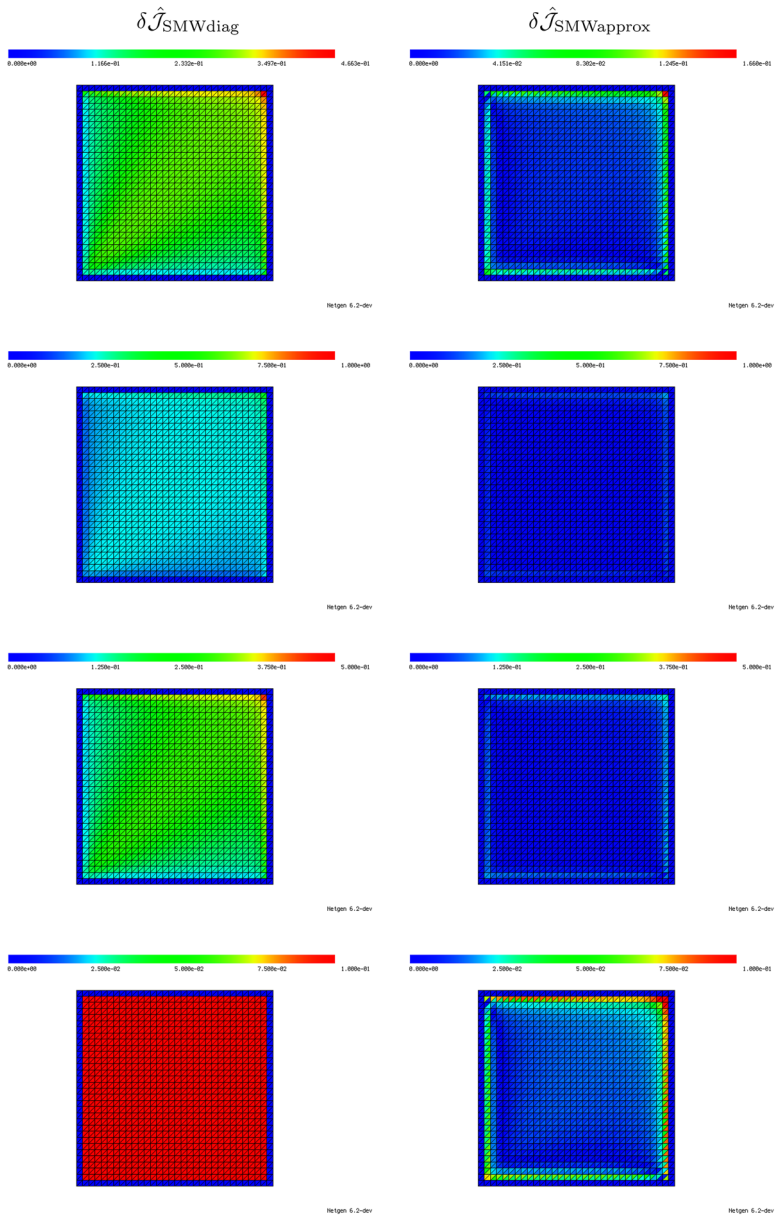 δĴ_SMWdiag δĴ_SMWapprox
0.000e+00 1.166e-01 2.332e-01 3.497e-01 4.663e-01 0.000e+00 4.151e-02 8.302e-02 1.245e-01 1.660e-01
Netgen 6.2-dev Netgen 6.2-dev
0.000e+00 2.500e-01 5.000e-01 7.500e-01 1.000e+00 0.000e+00 2.500e-01 5.000e-01 7.500e-01 1.000e+00
Netgen 6.2-dev Netgen 6.2-dev
0.000e+00 1.250e-01 2.500e-01 3.750e-01 5.000e-01 0.000e+00 1.250e-01 2.500e-01 3.750e-01 5.000e-01
Netgen 6.2-dev Netgen 6.2-dev
0.000e+00 2.500e-02 5.000e-02 7.500e-02 1.000e-01 0.000e+00 2.500e-02 5.000e-02 7.500e-02 1.000e-01
Netgen 6.2-dev Netgen 6.2-dev